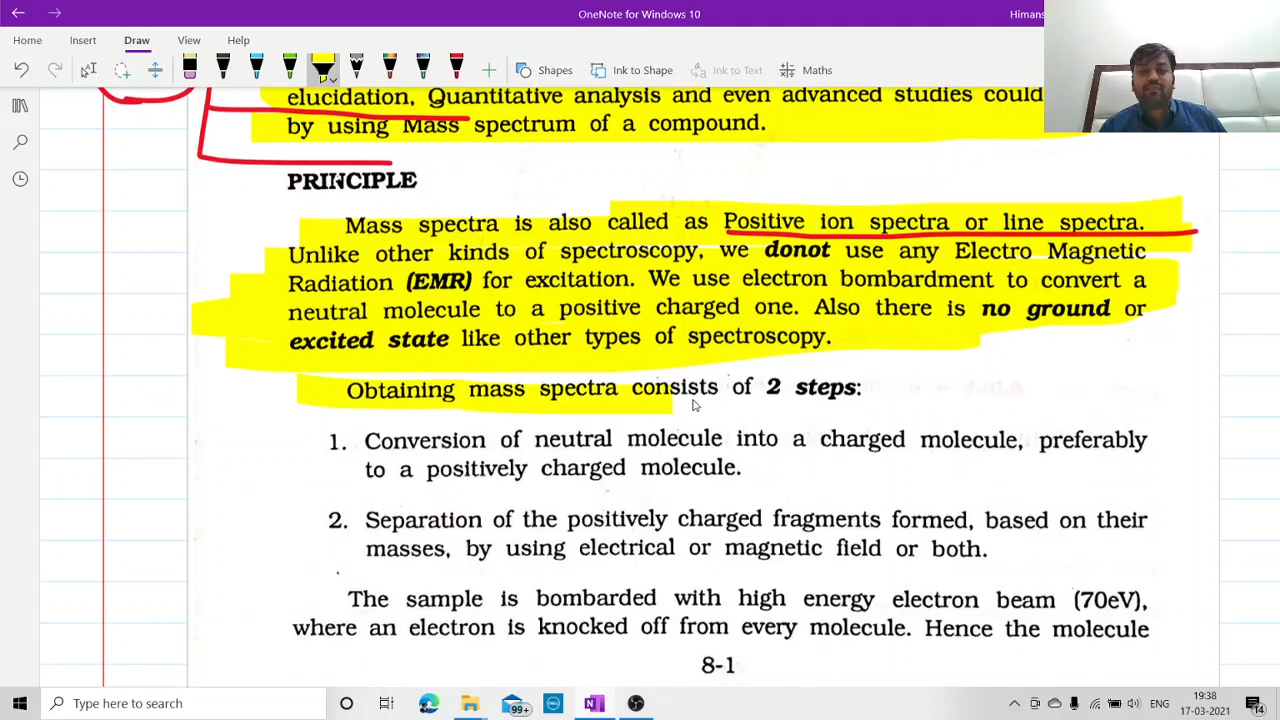 OneNote for Windows 10
Himans
Home Insert Draw View Help
Shapes Ink to Shape Ink to Text Maths
elucidation, Quantitative analysis and even advanced studies could
by using Mass spectrum of a compound.
PRINCIPLE
Mass spectra is also called as Positive ion spectra or line spectra.
Unlike other kinds of spectroscopy, we donot use any Electro Magnetic
Radiation (EMR) for excitation. We use electron bombardment to convert a
neutral molecule to a positive charged one. Also there is no ground or
excited state like other types of spectroscopy.
Obtaining mass spectra consists of 2 steps:
1. Conversion of neutral molecule into a charged molecule, preferably
to a positively charged molecule.
2. Separation of the positively charged fragments formed, based on their
masses, by using electrical or magnetic field or both.
The sample is bombarded with high energy electron beam (70eV),
where an electron is knocked off from every molecule. Hence the molecule
8-1
Type here to search
99+
DELL
N
ENG
19:38
17-03-2021
14